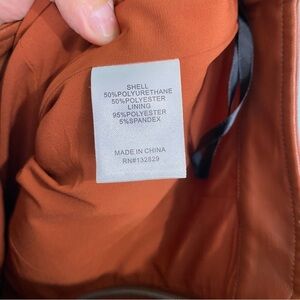 SHELL
50%POLYURETHANE
50%POLYESTER
LINING
95%POLYESTER
5%SPANDEX
MADE IN CHINA
RN#132829